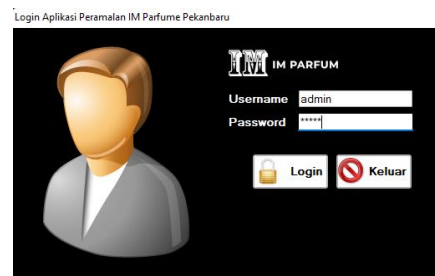 Login Aplikasi Peramalan IM Parfume Pekanbaru
IM IM PARFUM
Username admin
Password *****
Login Keluar